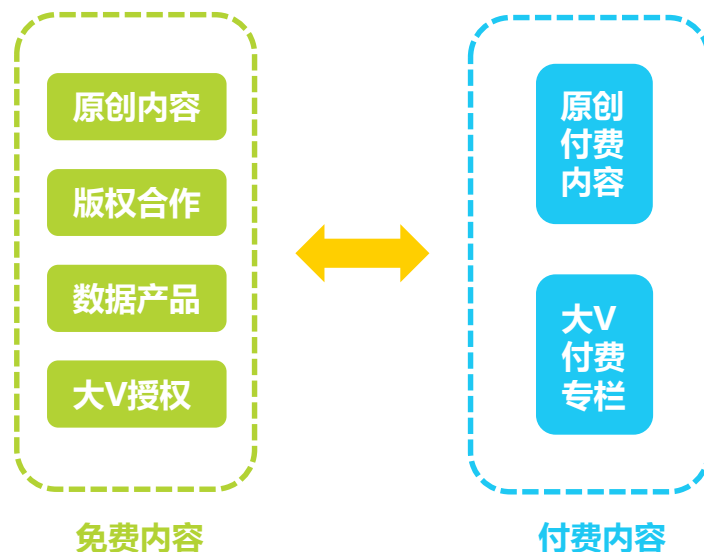 原创内容
版权合作
数据产品
大V授权
免费内容
原创
付费
内容
大V
付费
专栏
付费内容